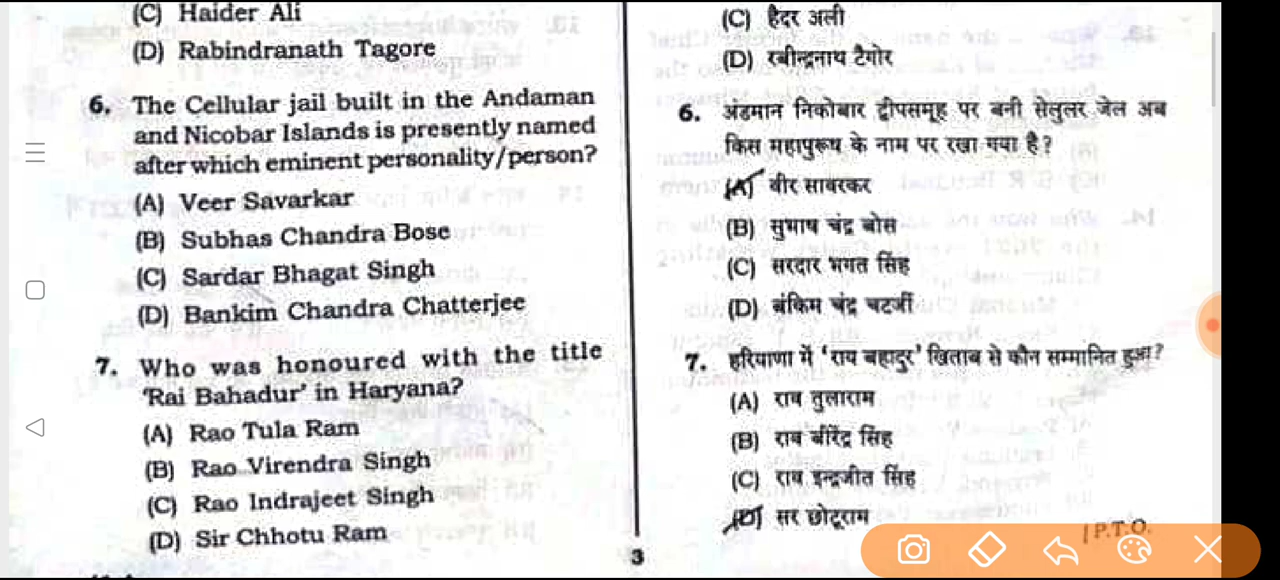 (C) Haider Ali
(D) Rabindranath Tagore
6. The Cellular jail built in the Andaman
and Nicobar Islands is presently named
after which eminent personality/person?
(A) Veer Savarkar
(B) Subhas Chandra Bose
(C) Sardar Bhagat Singh
(D) Bankim Chandra Chatterjee
7. Who was honoured with the title
'Rai Bahadur' in Haryana?
(A) Rao Tula Ram
(B) Rao Virendra Singh
(C) Rao Indrajeet Singh
(D) Sir Chhotu Ram
(C) हैदर अली
(D) रबीन्द्रनाथ टैगोर
6. अंडमान निकोबार द्वीपसमूह पर बनी सेलुलर जेल अब
किस महापुरूष के नाम पर रखा गया है?
(A) वीर सावरकर
(B) सुभाष चंद्र बोस
(C) सरदार भगत सिंह
(D) बंकिम चंद्र चटर्जी
7. हरियाणा में 'राय बहादुर' खिताब से कौन सम्मानित हुआ?
(A) राव तुलाराम
(B) राव बीरेंद्र सिंह
(C) राव इन्द्रजीत सिंह
(D) सर छोटूराम
3
[ P.T.O.